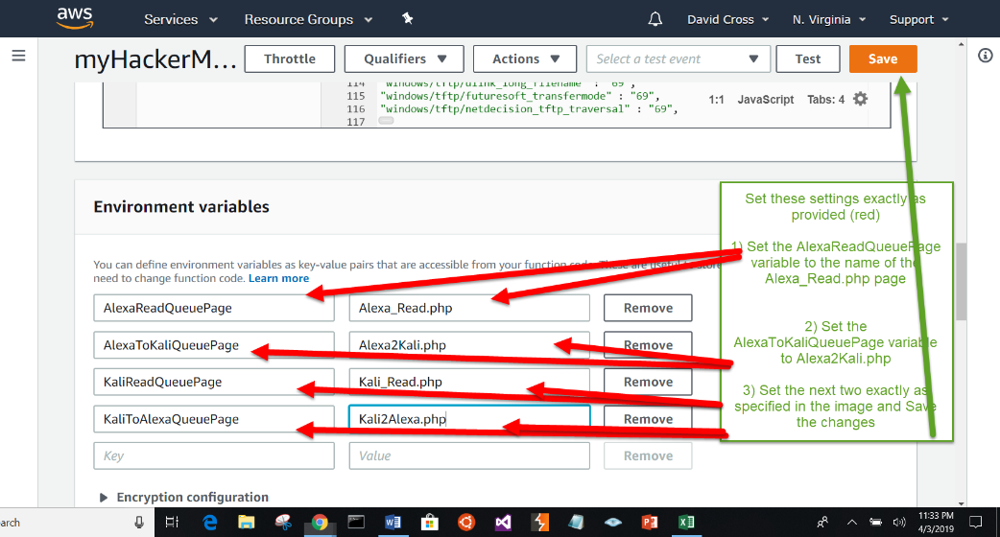 aws
Services
Resource Groups
David Cross
N. Virginia
Support
myHackerM...
Throttle
Qualifiers
Actions
Select a test event
Test
Save
114 "windows/tftp/dlink_long_filename" : "69",
115 "windows/tftp/futuresoft_transfermode" : "69",
116 "windows/tftp/netdecision_tftp_traversal" : "69",
117
1:1 JavaScript Tabs: 4
Environment variables
You can define environment variables as key-value pairs that are accessible from your function code. These are useful to store
need to change function code. Learn more
AlexaReadQueuePage
Alexa_Read.php
Remove
AlexaToKaliQueuePage
Alexa2Kali.php
Remove
KaliReadQueuePage
Kali_Read.php
Remove
KaliToAlexaQueuePage
Kali2Alexa.php
Remove
Key
Value
Remove
Encryption configuration
Set these settings exactly as
provided (red)
1) Set the AlexaReadQueuePage
variable to the name of the
Alexa_Read.php page
2) Set the
AlexaToKaliQueuePage variable
to Alexa2Kali.php
3) Set the next two exactly as
specified in the image and Save
the changes
arch
11:33 PM
4/3/2019